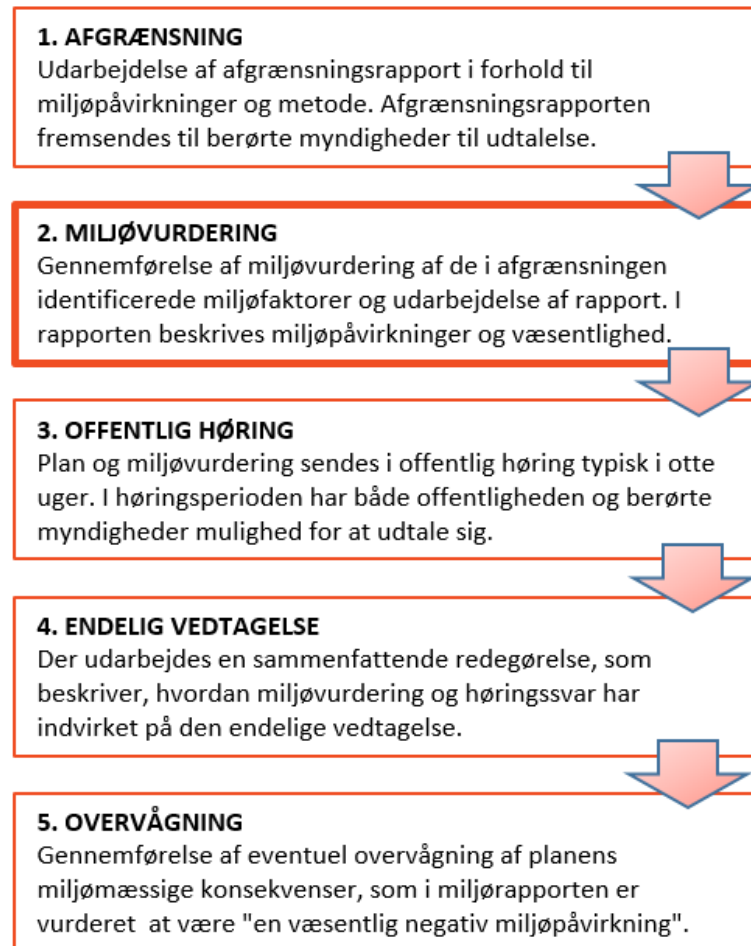 1. AFGRÆNSNING
Udarbejdelse af afgrænsningsrapport i forhold til
miljøpåvirkninger og metode. Afgrænsningsrapporten
fremsendes til berørte myndigheder til udtalelse.
2. MILJØVURDERING
Gennemførelse af miljøvurdering af de i afgrænsningen
identificerede miljøfaktorer og udarbejdelse af rapport. I
rapporten beskrives miljøpåvirkninger og væsentlighed.
3. OFFENTLIG HØRING
Plan og miljøvurdering sendes i offentlig høring typisk i otte
uger. I høringsperioden har både offentligheden og berørte
myndigheder mulighed for at udtale sig.
4. ENDELIG VEDTAGELSE
Der udarbejdes en sammenfattende redegørelse, som
beskriver, hvordan miljøvurdering og høringssvar har
indvirket på den endelige vedtagelse.
5. OVERVÅGNING
Gennemførelse af eventuel overvågning af planens
miljømæssige konsekvenser, som i miljørapporten er
vurderet at være "en væsentlig negativ miljøpåvirkning".